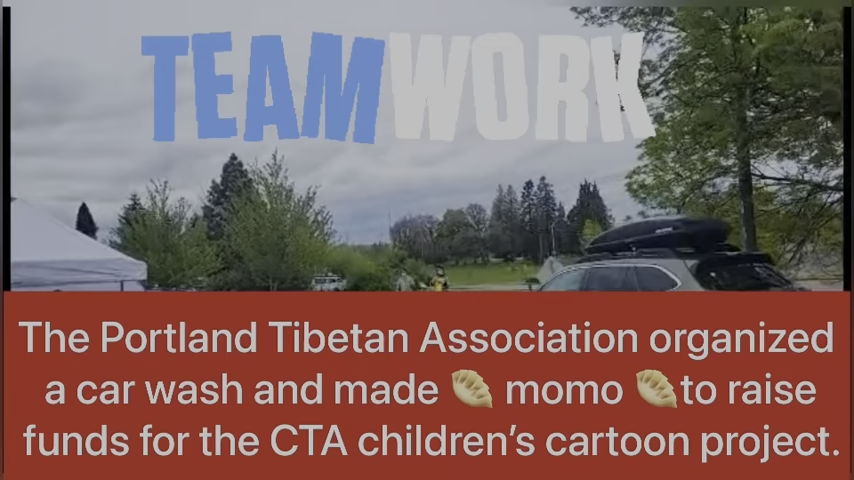 TEAMWORK
The Portland Tibetan Association organized
a car wash and made 🥟 momo 🥟to raise
funds for the CTA children’s cartoon project.